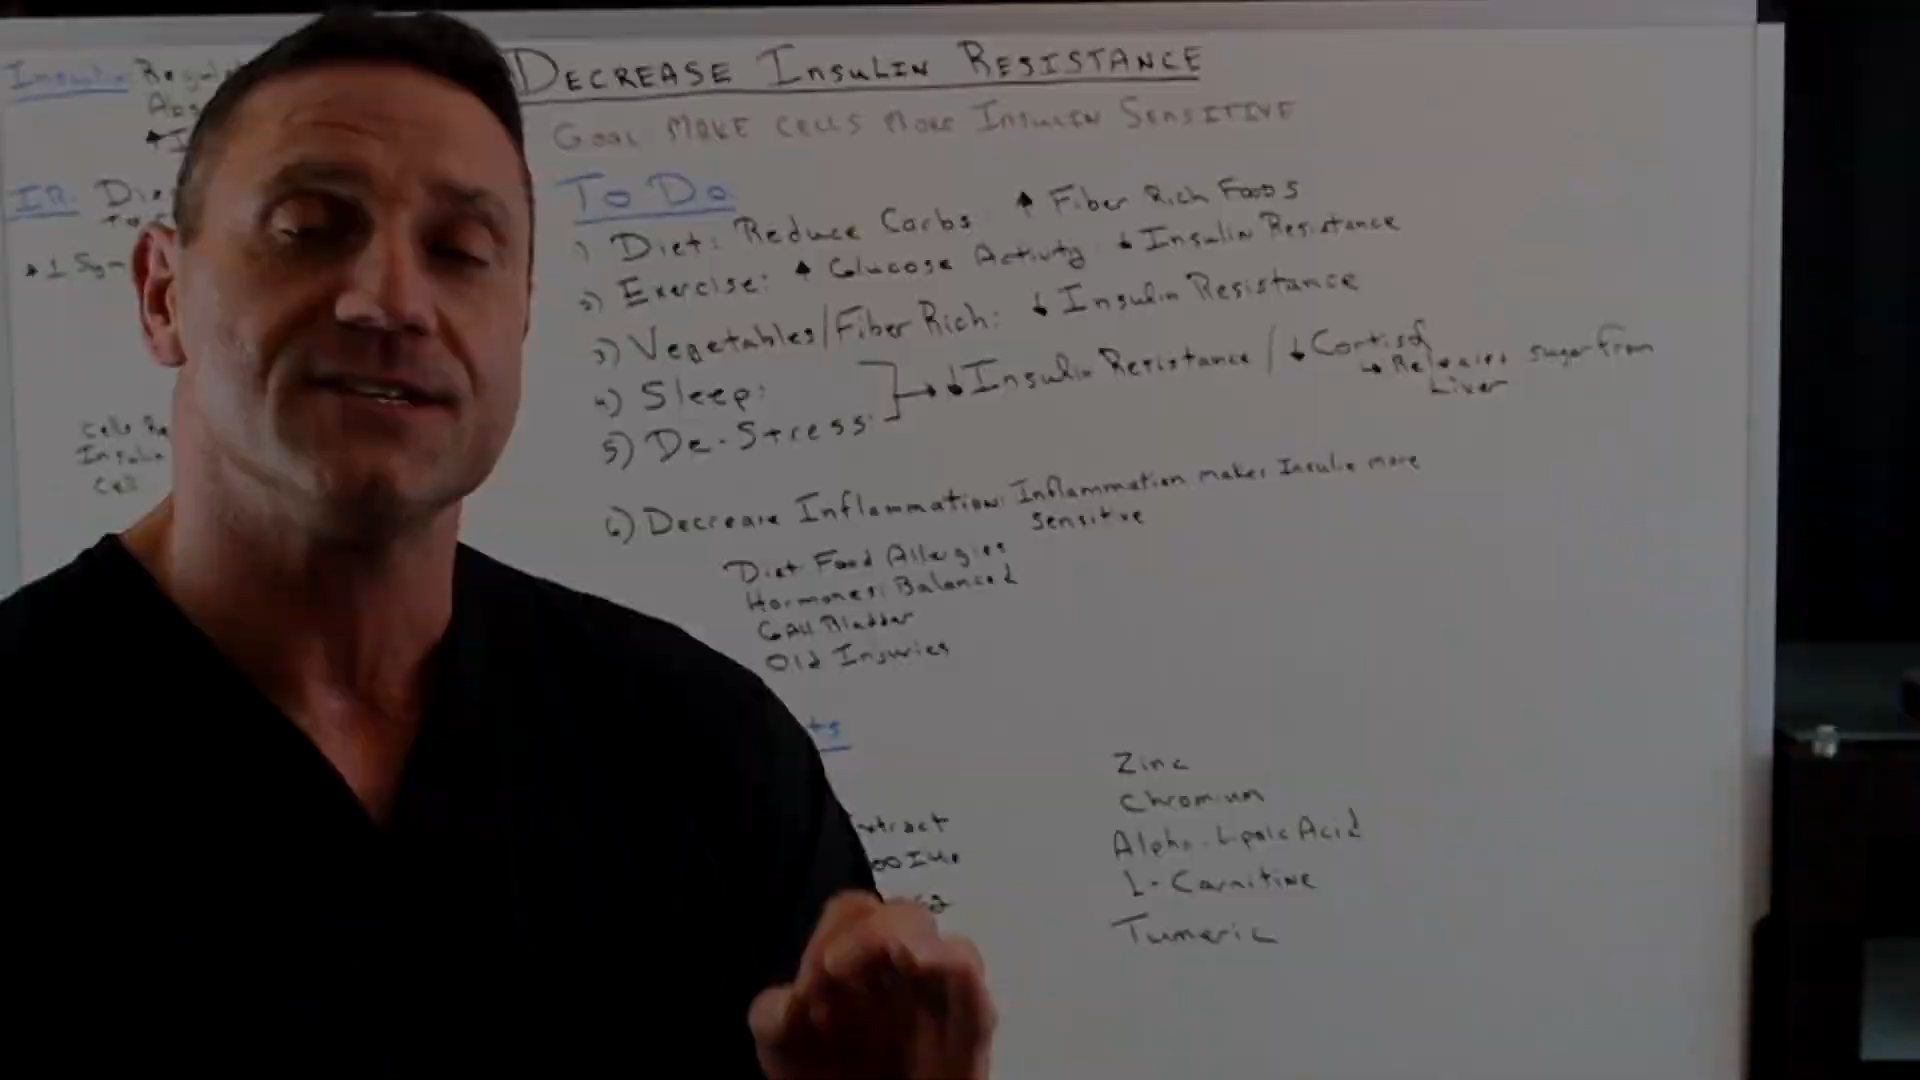 DECREASE INSULIN RESISTANCE
GOAL: MAKE CELLS MORE INSULIN SENSITIVE
Insulin
IR:
Cells
Insulin
Cell
To Do
1) Diet: Reduce Carbs ↑ Fiber Rich Foods
2) Exercise: ↑ Glucose Activity ↓ Insulin Resistance
3) Vegetables/Fiber Rich: ↓ Insulin Resistance
4) Sleep:
5) De-Stress: → ↓ Insulin Resistance / ↓ Cortisol
↳ Releases sugar from
Liver
6) Decrease Inflammation: Inflammation makes Insulin more
sensitive
Diet Food Allergies
Hormones: Balanced
Gall Bladder
Old Injuries
Zinc
Chromium
Alpha-Lipoic Acid
L-Carnitine
Tumeric